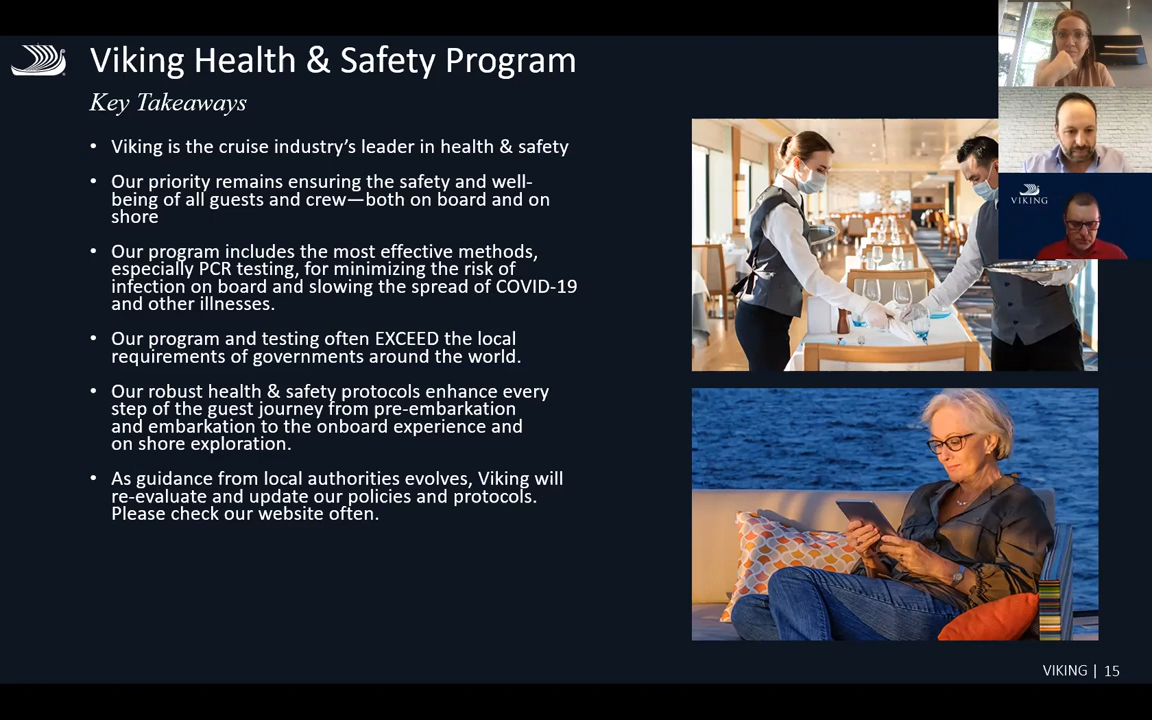 Viking Health & Safety Program
Key Takeaways
• Viking is the cruise industry’s leader in health & safety
• Our priority remains ensuring the safety and well-
being of all guests and crew—both on board and on
shore
• Our program includes the most effective methods,
especially PCR testing, for minimizing the risk of
infection on board and slowing the spread of COVID-19
and other illnesses.
• Our program and testing often EXCEED the local
requirements of governments around the world.
• Our robust health & safety protocols enhance every
step of the guest journey from pre-embarkation
and embarkation to the onboard experience and
on shore exploration.
• As guidance from local authorities evolves, Viking will
re-evaluate and update our policies and protocols.
Please check our website often.
VIKING
VIKING | 15